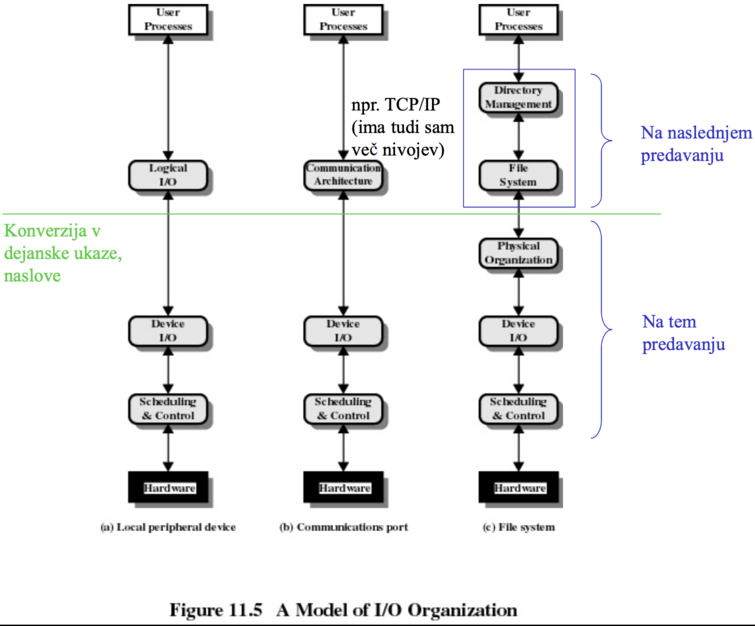 User
Processes
User
Processes
User
Processes
Directory
Management
npr. TCP/IP
(ima tudi sam
več nivojev)
Na naslednjem
predavanju
Logical
I/O
Communication
Architecture
File
System
Konverzija v
dejanske ukaze,
naslove
Physical
Organization
Device
I/O
Device
I/O
Device
I/O
Na tem
predavanju
Scheduling
& Control
Scheduling
& Control
Scheduling
& Control
Hardware
Hardware
Hardware
(a) Local peripheral device
(b) Communications port
(c) File system
Figure 11.5 A Model of I/O Organization